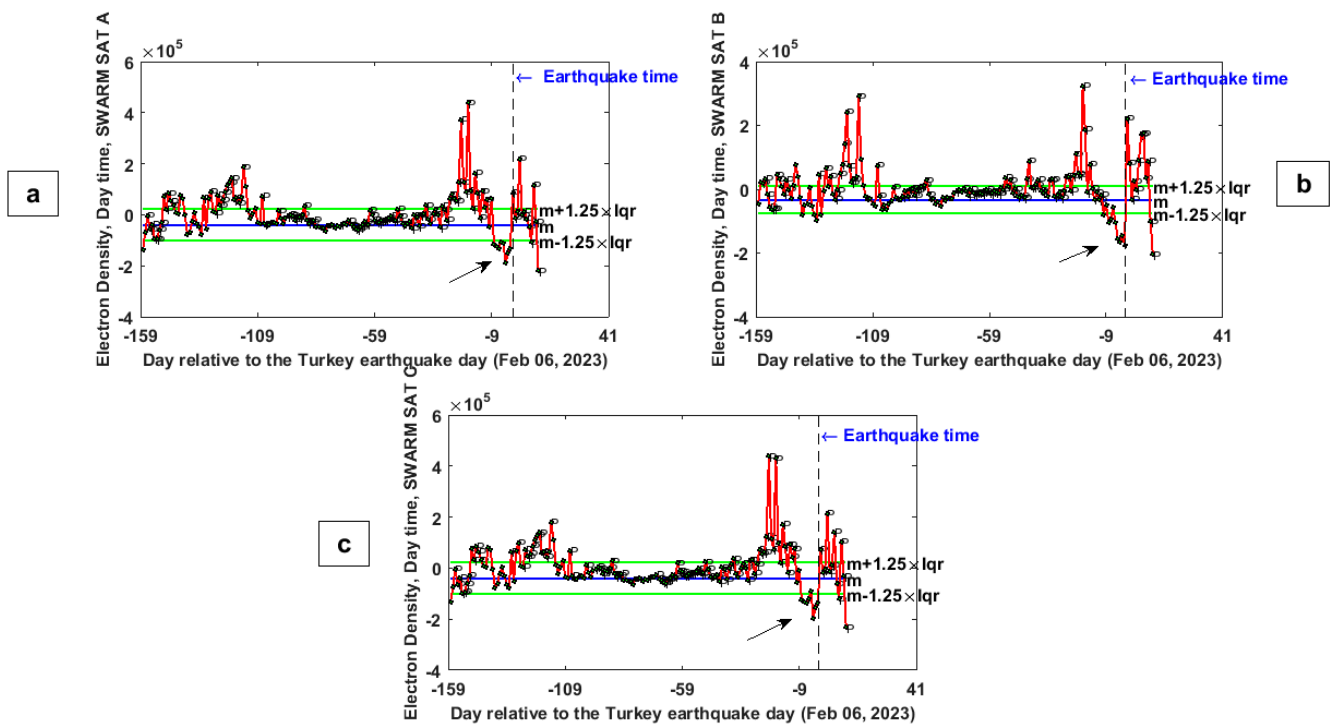 a
Electron Density, Day time, SWARM SAT A
×10⁵
6
4
2
0
-2
-4
← Earthquake time
m+1.25×Iqr
m
m-1.25×Iqr
-159 -109 -59 -9 41
Day relative to the Turkey earthquake day (Feb 06, 2023)
b
Electron Density, Day time, SWARM SAT B
×10⁵
4
2
0
-2
-4
← Earthquake time
m+1.25×Iqr
m
m-1.25×Iqr
-159 -109 -59 -9 41
Day relative to the Turkey earthquake day (Feb 06, 2023)
c
Electron Density, Day time, SWARM SAT C
×10⁵
6
4
2
0
-2
-4
← Earthquake time
m+1.25×Iqr
m
m-1.25×Iqr
-159 -109 -59 -9 41
Day relative to the Turkey earthquake day (Feb 06, 2023)